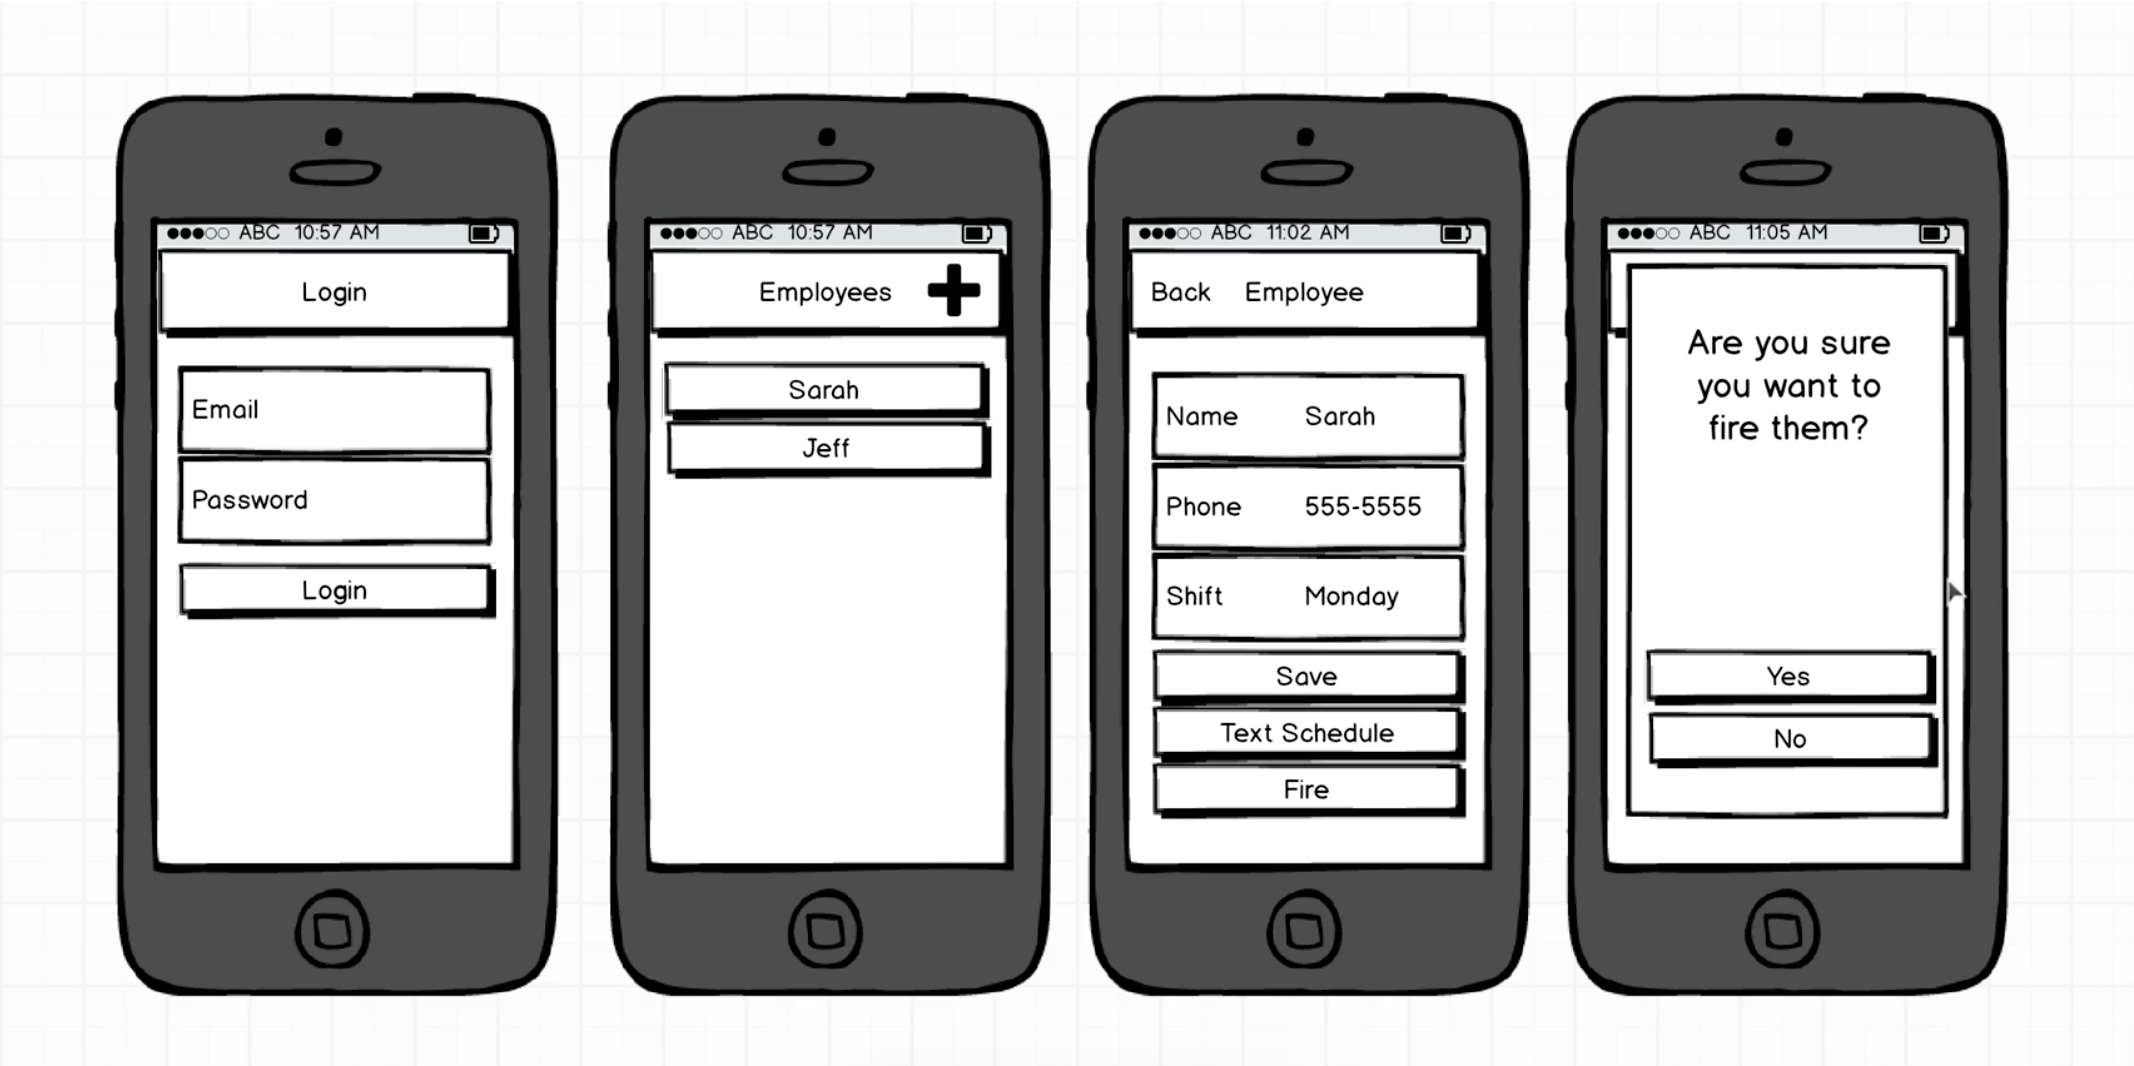 ABC 10:57 AM
Login
Email
Password
Login
ABC 10:57 AM
Employees
Sarah
Jeff
ABC 11:02 AM
Back Employee
Name Sarah
Phone 555-5555
Shift Monday
Save
Text Schedule
Fire
ABC 11:05 AM
Are you sure
you want to
fire them?
Yes
No